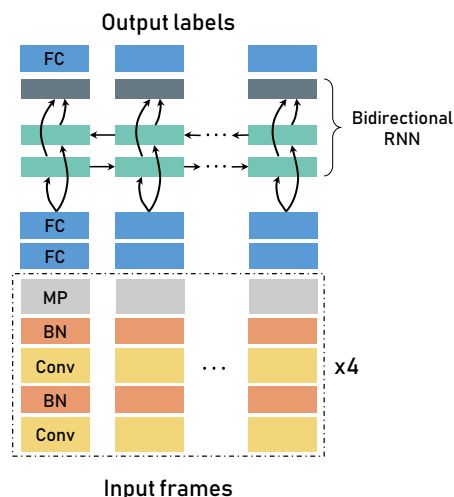 Output labels
FC
Bidirectional
RNN
FC
FC
MP
BN
Conv
BN
Conv
...
x4
Input frames